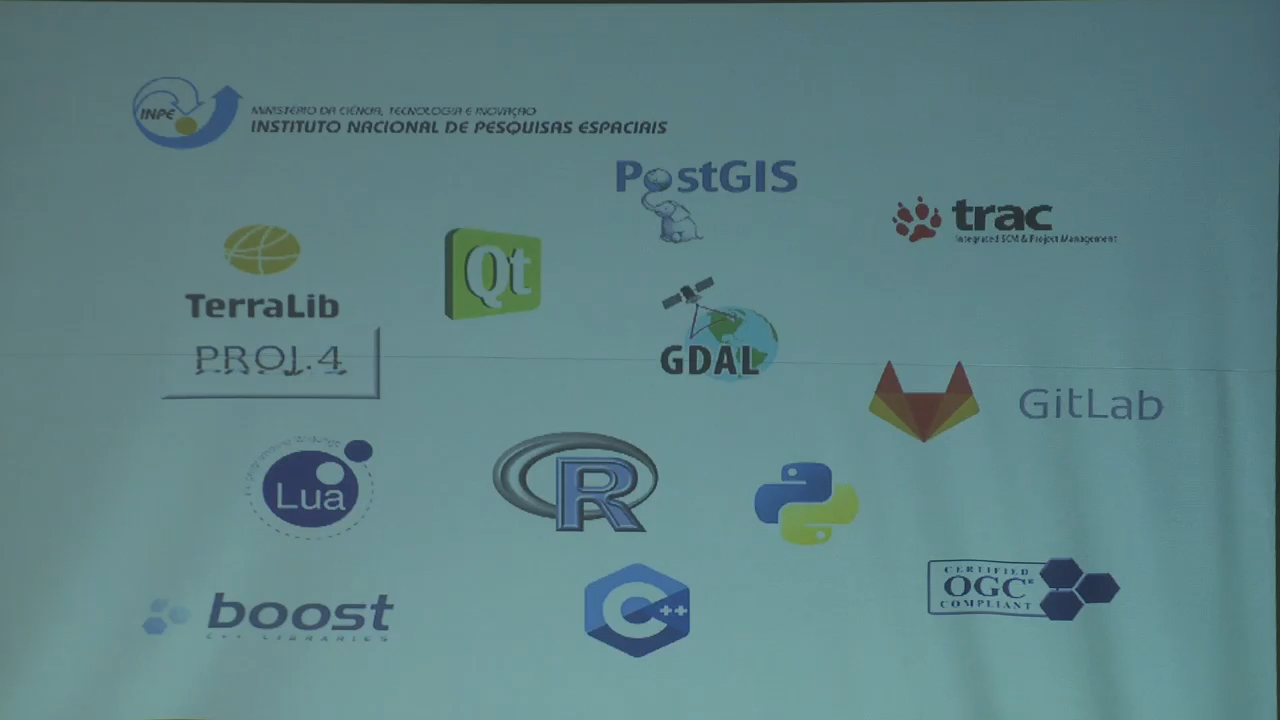 INPE
MINISTÉRIO DA CIÊNCIA, TECNOLOGIA E INOVAÇÃO
INSTITUTO NACIONAL DE PESQUISAS ESPACIAIS
PostGIS
trac
Integrated SCM & Project Management
Qt
TerraLib
PROJ.4
GDAL
GitLab
Lua
R
boost
C++ LIBRARIES
C++
CERTIFIED
OGC®
COMPLIANT